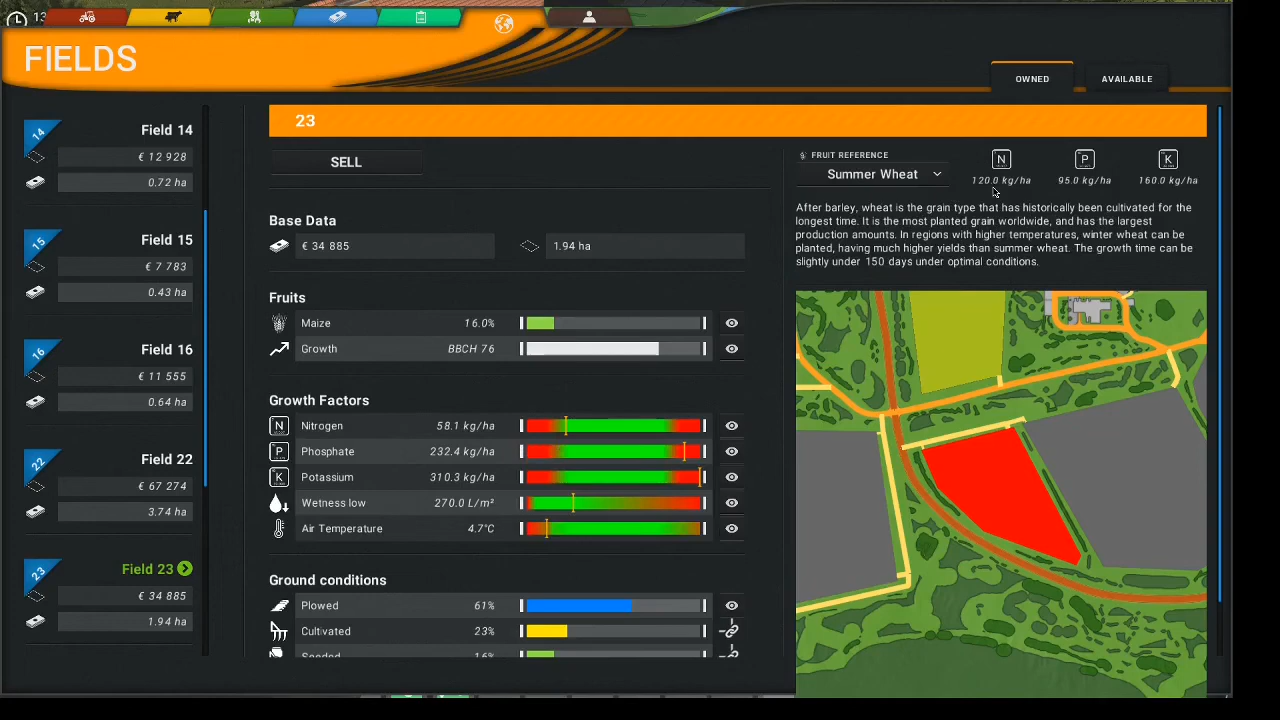 13
FIELDS
OWNED
AVAILABLE
14
Field 14
€ 12 928
0.72 ha
15
Field 15
€ 7 783
0.43 ha
16
Field 16
€ 11 555
0.64 ha
22
Field 22
€ 67 274
3.74 ha
23
Field 23
€ 34 885
1.94 ha
23
SELL
Base Data
€ 34 885
1.94 ha
Fruits
Maize 16.0%
Growth BBCH 76
Growth Factors
N Nitrogen 58.1 kg/ha
P Phosphate 232.4 kg/ha
K Potassium 310.3 kg/ha
Wetness low 270.0 L/m²
Air Temperature 4.7°C
Ground conditions
Plowed 61%
Cultivated 23%
Seeded 16%
FRUIT REFERENCE
Summer Wheat
N P K
120.0 kg/ha 95.0 kg/ha 160.0 kg/ha
After barley, wheat is the grain type that has historically been cultivated for the
longest time. It is the most planted grain worldwide, and has the largest
production amounts. In regions with higher temperatures, winter wheat can be
planted, having much higher yields than summer wheat. The growth time can be
slightly under 150 days under optimal conditions.